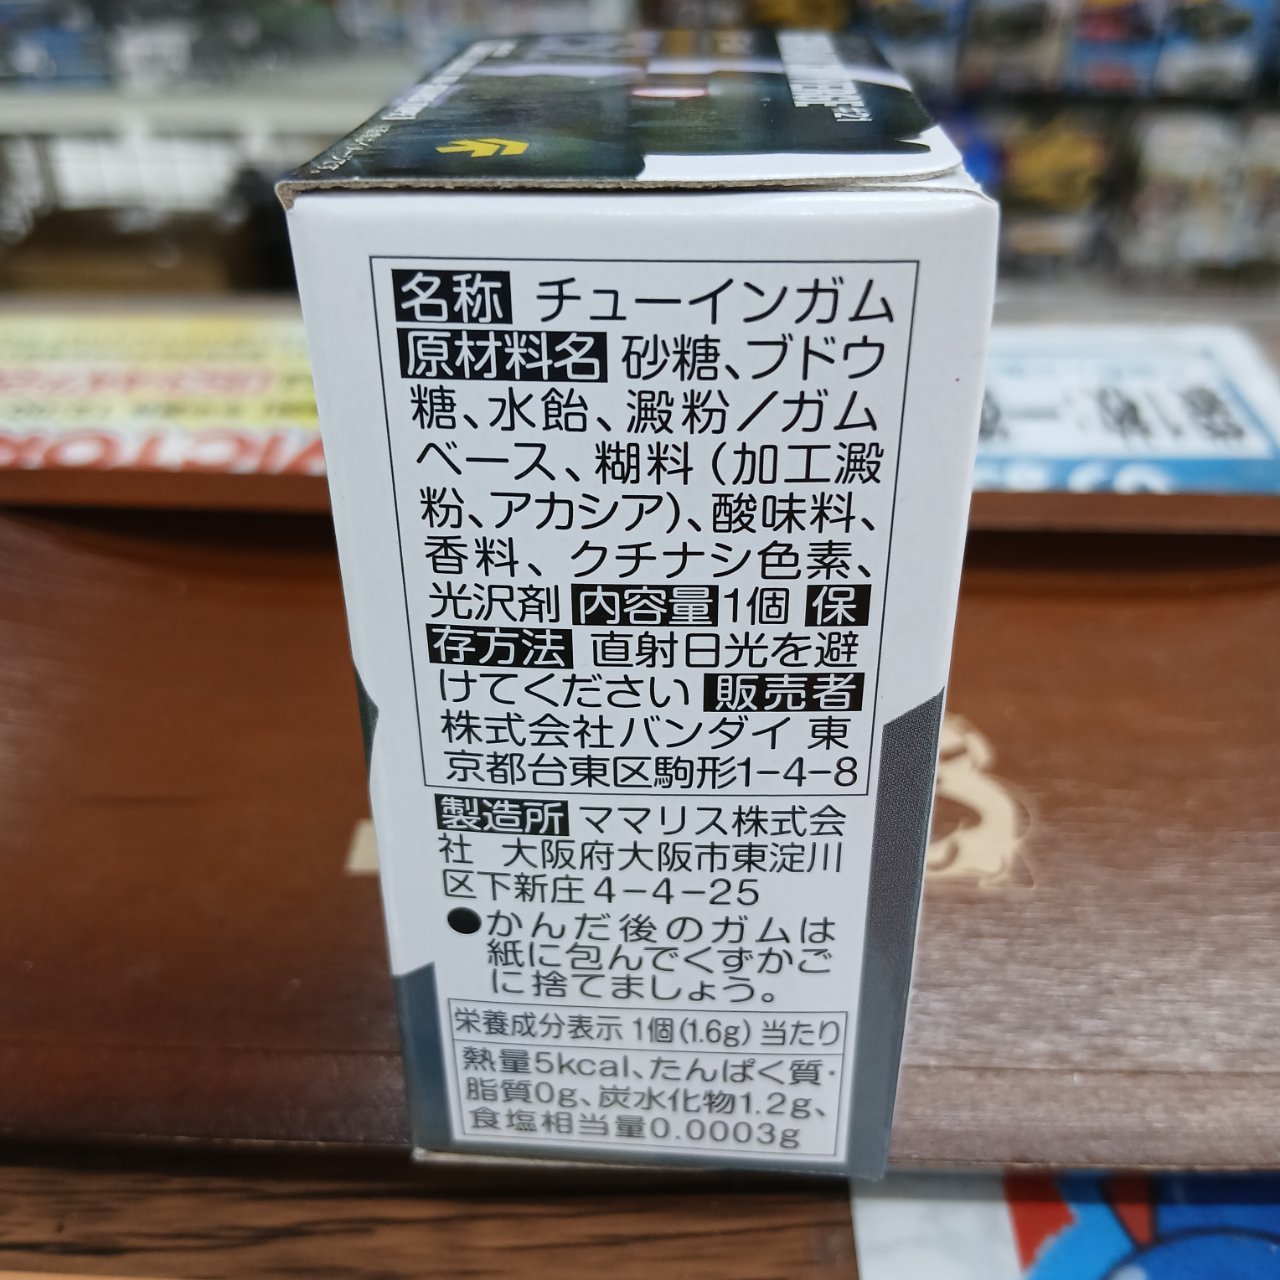 名称 チューインガム
原材料名 砂糖、ブドウ
糖、水飴、澱粉／ガム
ベース、糊料（加工澱
粉、アカシア）、酸味料、
香料、クチナシ色素、
光沢剤 内容量 1個 保
存方法 直射日光を避
けてください 販売者
株式会社バンダイ 東
京都台東区駒形1-4-8
製造所 ママリス株式会
社 大阪府大阪市東淀川
区下新庄4-4-25
●かんだ後のガムは
紙に包んでくずかご
に捨てましょう。
栄養成分表示 1個(1.6g) 当たり
熱量5kcal、たんぱく質・
脂質0g、炭水化物1.2g、
食塩相当量0.0003g